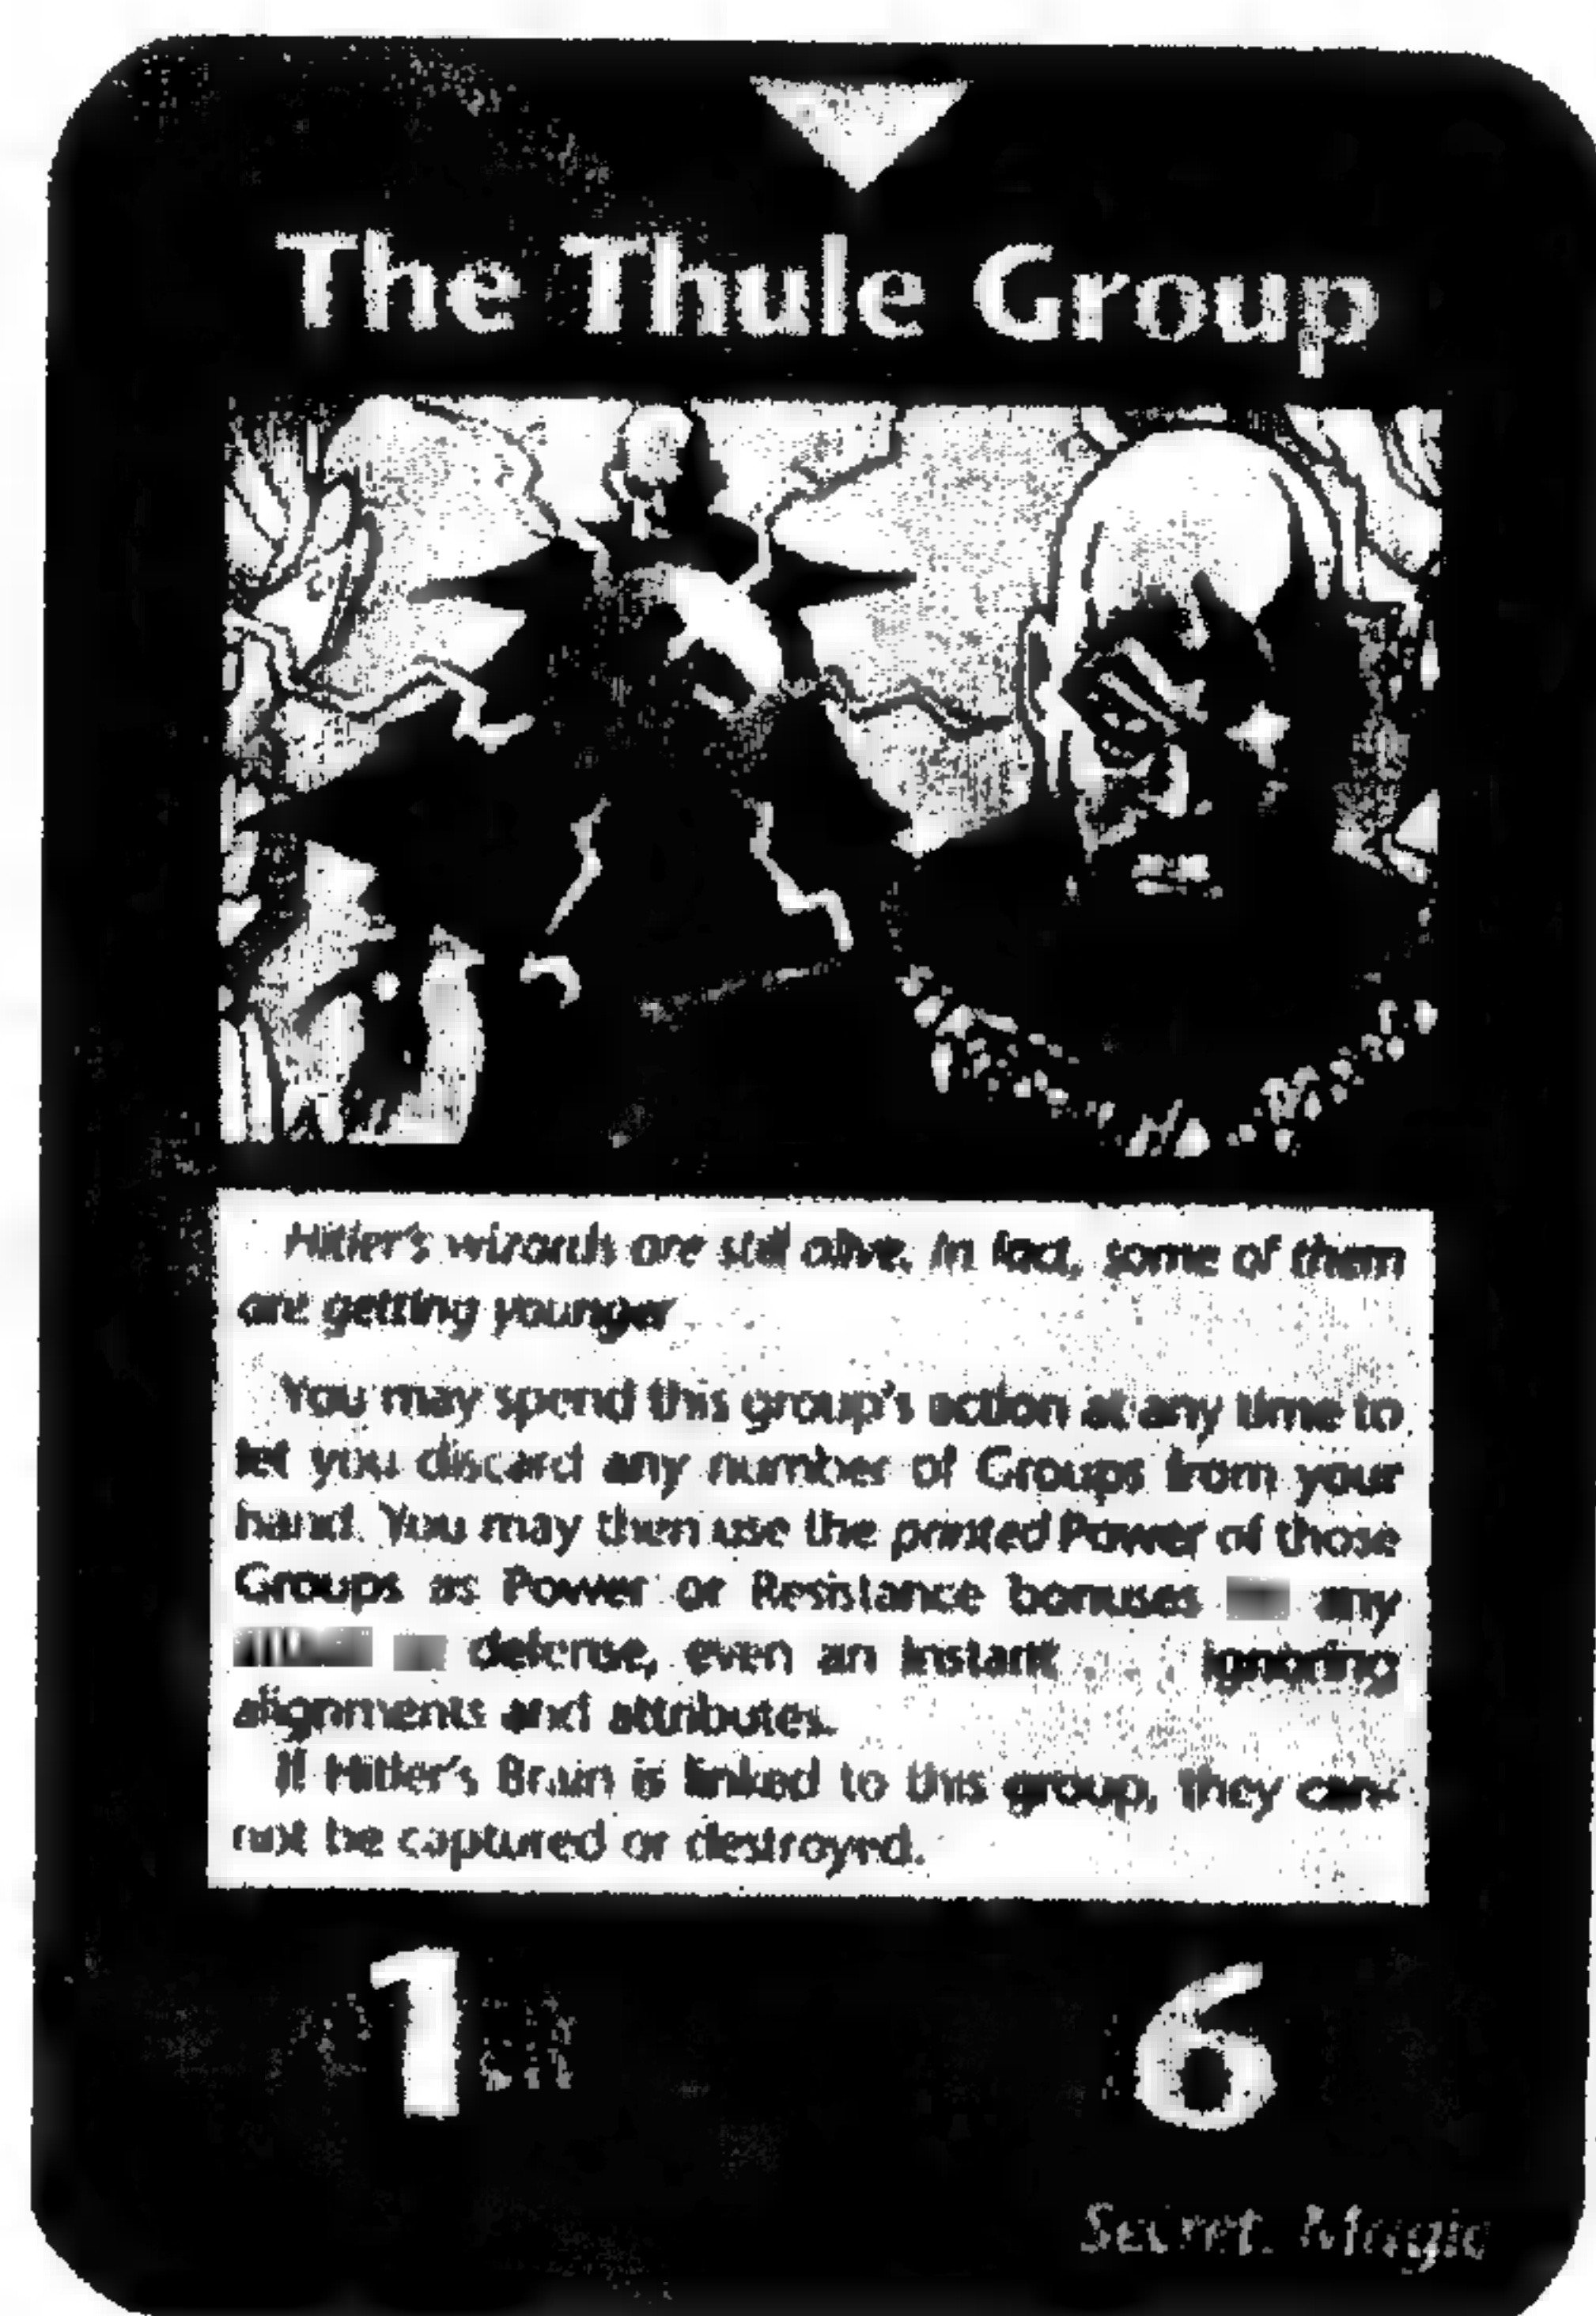 The Thule Group
Hitler's wizards are still alive. In fact, some of them
are getting younger
You may spend this group's action at any time to
let you discard any number of Groups from your
hand. You may then use the printed Power of those
Groups as Power or Resistance bonuses any
defense, even an instant ignoring
alignments and attributes.
If Hitler's Brain is linked to this group, they can-
not be captured or destroyed.
1 6
Secret. Magic